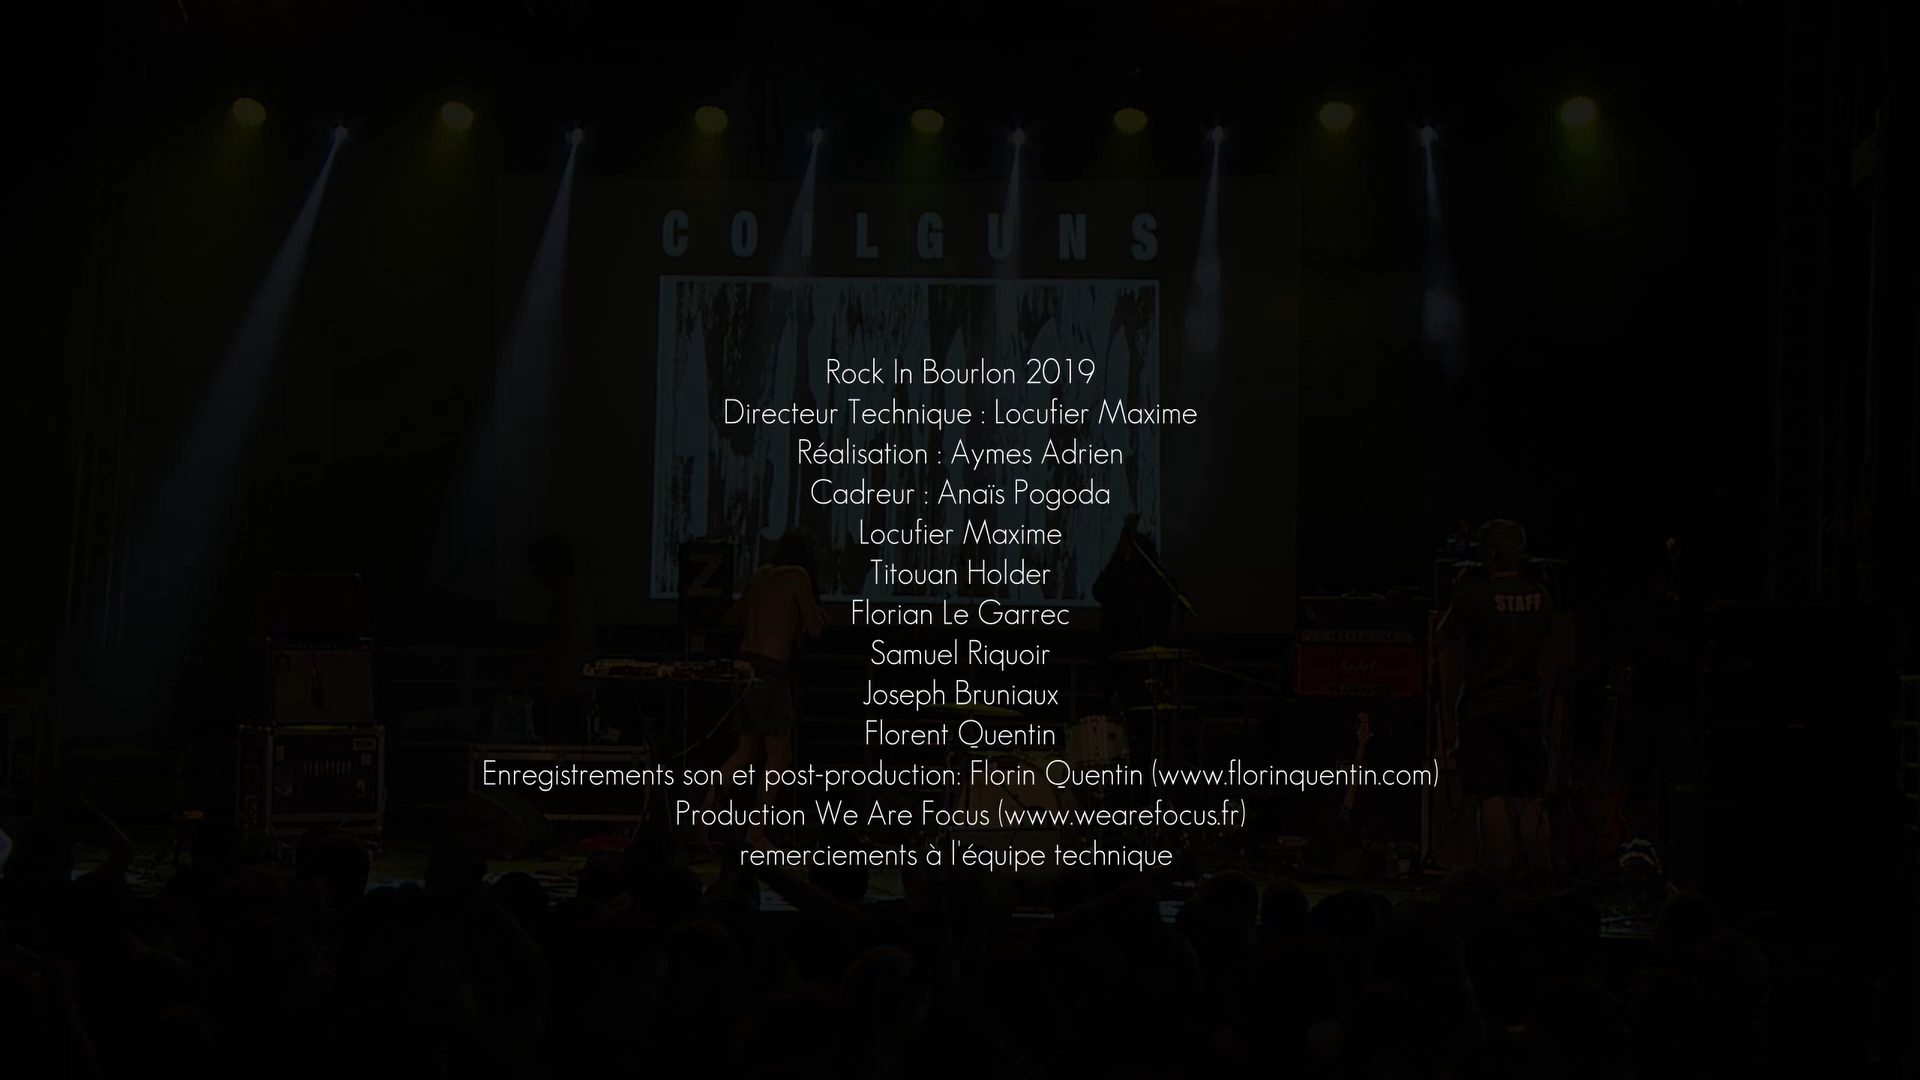 COILGUNS
Rock In Bourlon 2019
Directeur Technique : Locufier Maxime
Réalisation : Aymes Adrien
Cadreur : Anaïs Pogoda
Locufier Maxime
Titouan Holder
Z
STAFF
Florian Le Garrec
Samuel Riquoir
Joseph Bruniaux
Florent Quentin
Enregistrements son et post-production: Florin Quentin (www.florinquentin.com)
Production We Are Focus (www.wearefocus.fr)
remerciements à l'équipe technique